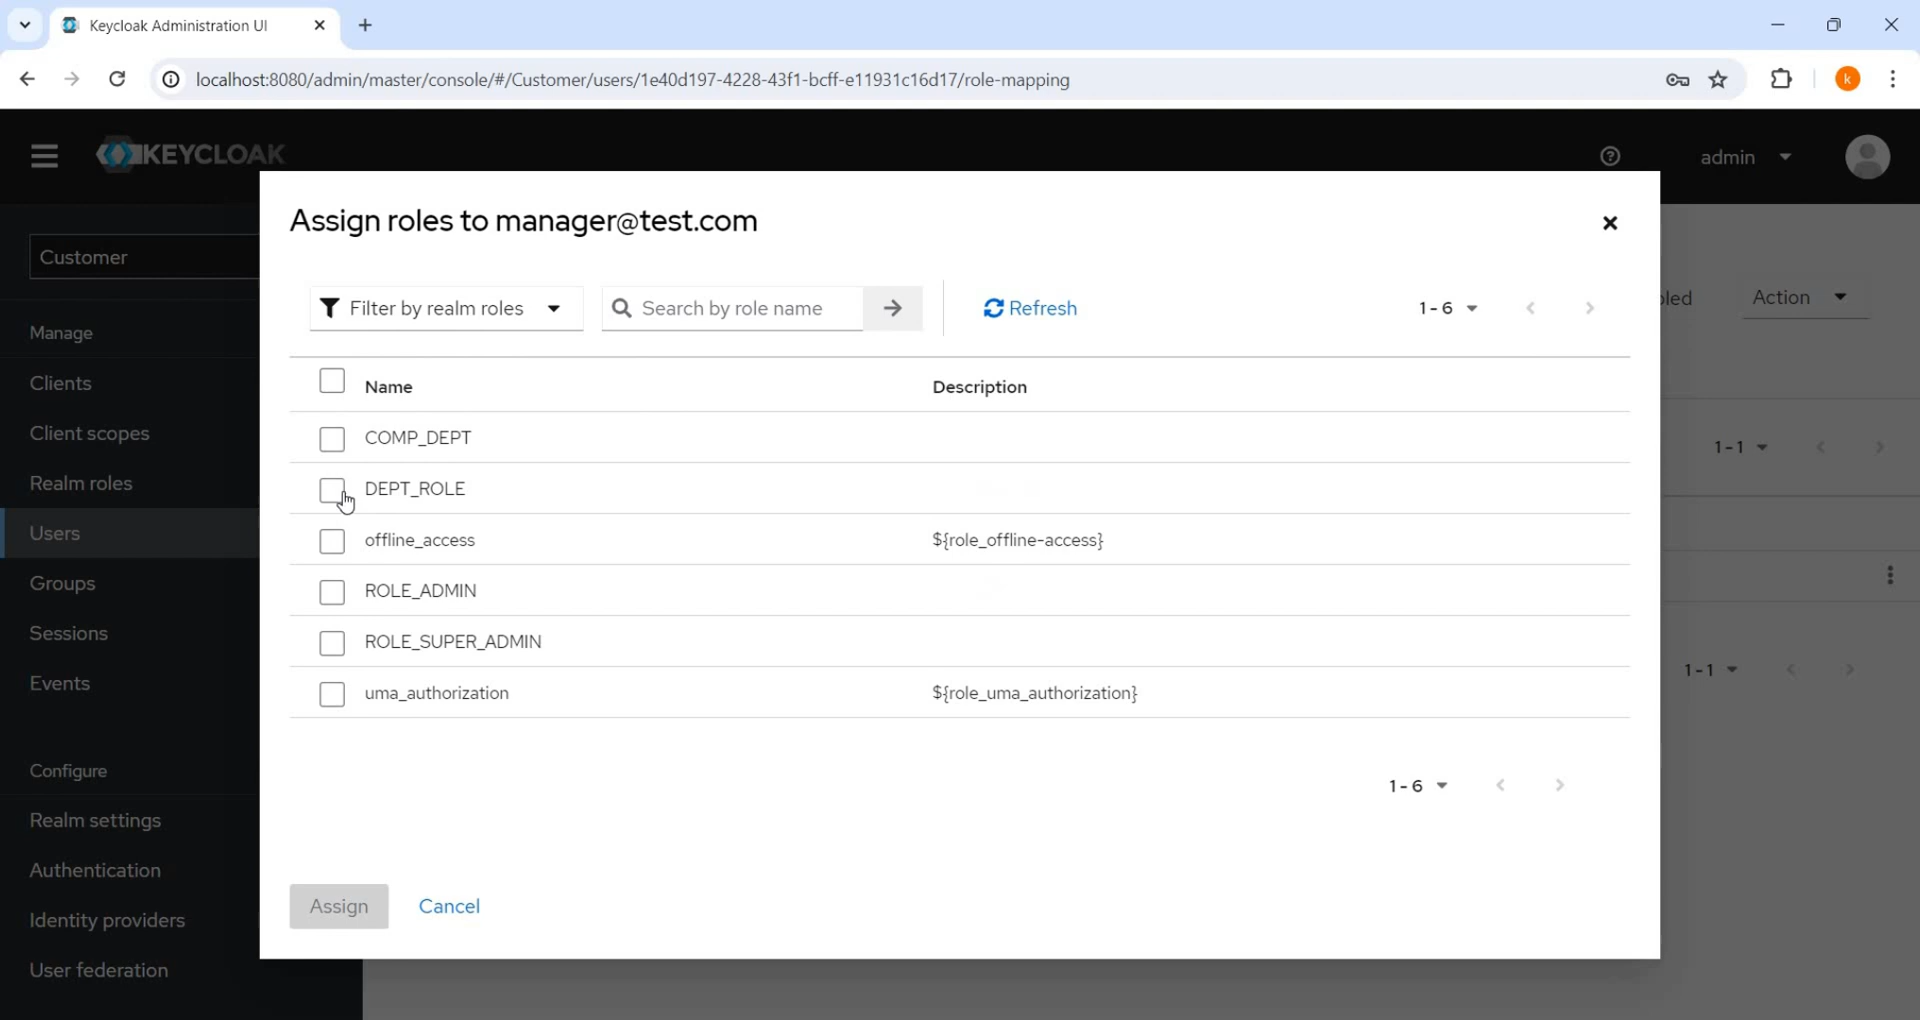 Keycloak Administration UI
localhost:8080/admin/master/console/#/Customer/users/1e40d197-4228-43f1-bcff-e11931c16d17/role-mapping
k
KEYCLOAK
admin
Customer
Manage
Clients
Client scopes
Realm roles
Users
Groups
Sessions
Events
Configure
Realm settings
Authentication
Identity providers
User federation
Assign roles to manager@test.com
Filter by realm roles
Search by role name
Refresh
1 - 6
Name Description
COMP_DEPT
DEPT_ROLE
offline_access ${role_offline-access}
ROLE_ADMIN
ROLE_SUPER_ADMIN
uma_authorization ${role_uma_authorization}
1 - 6
Assign Cancel
Action
1 - 1
1 - 1